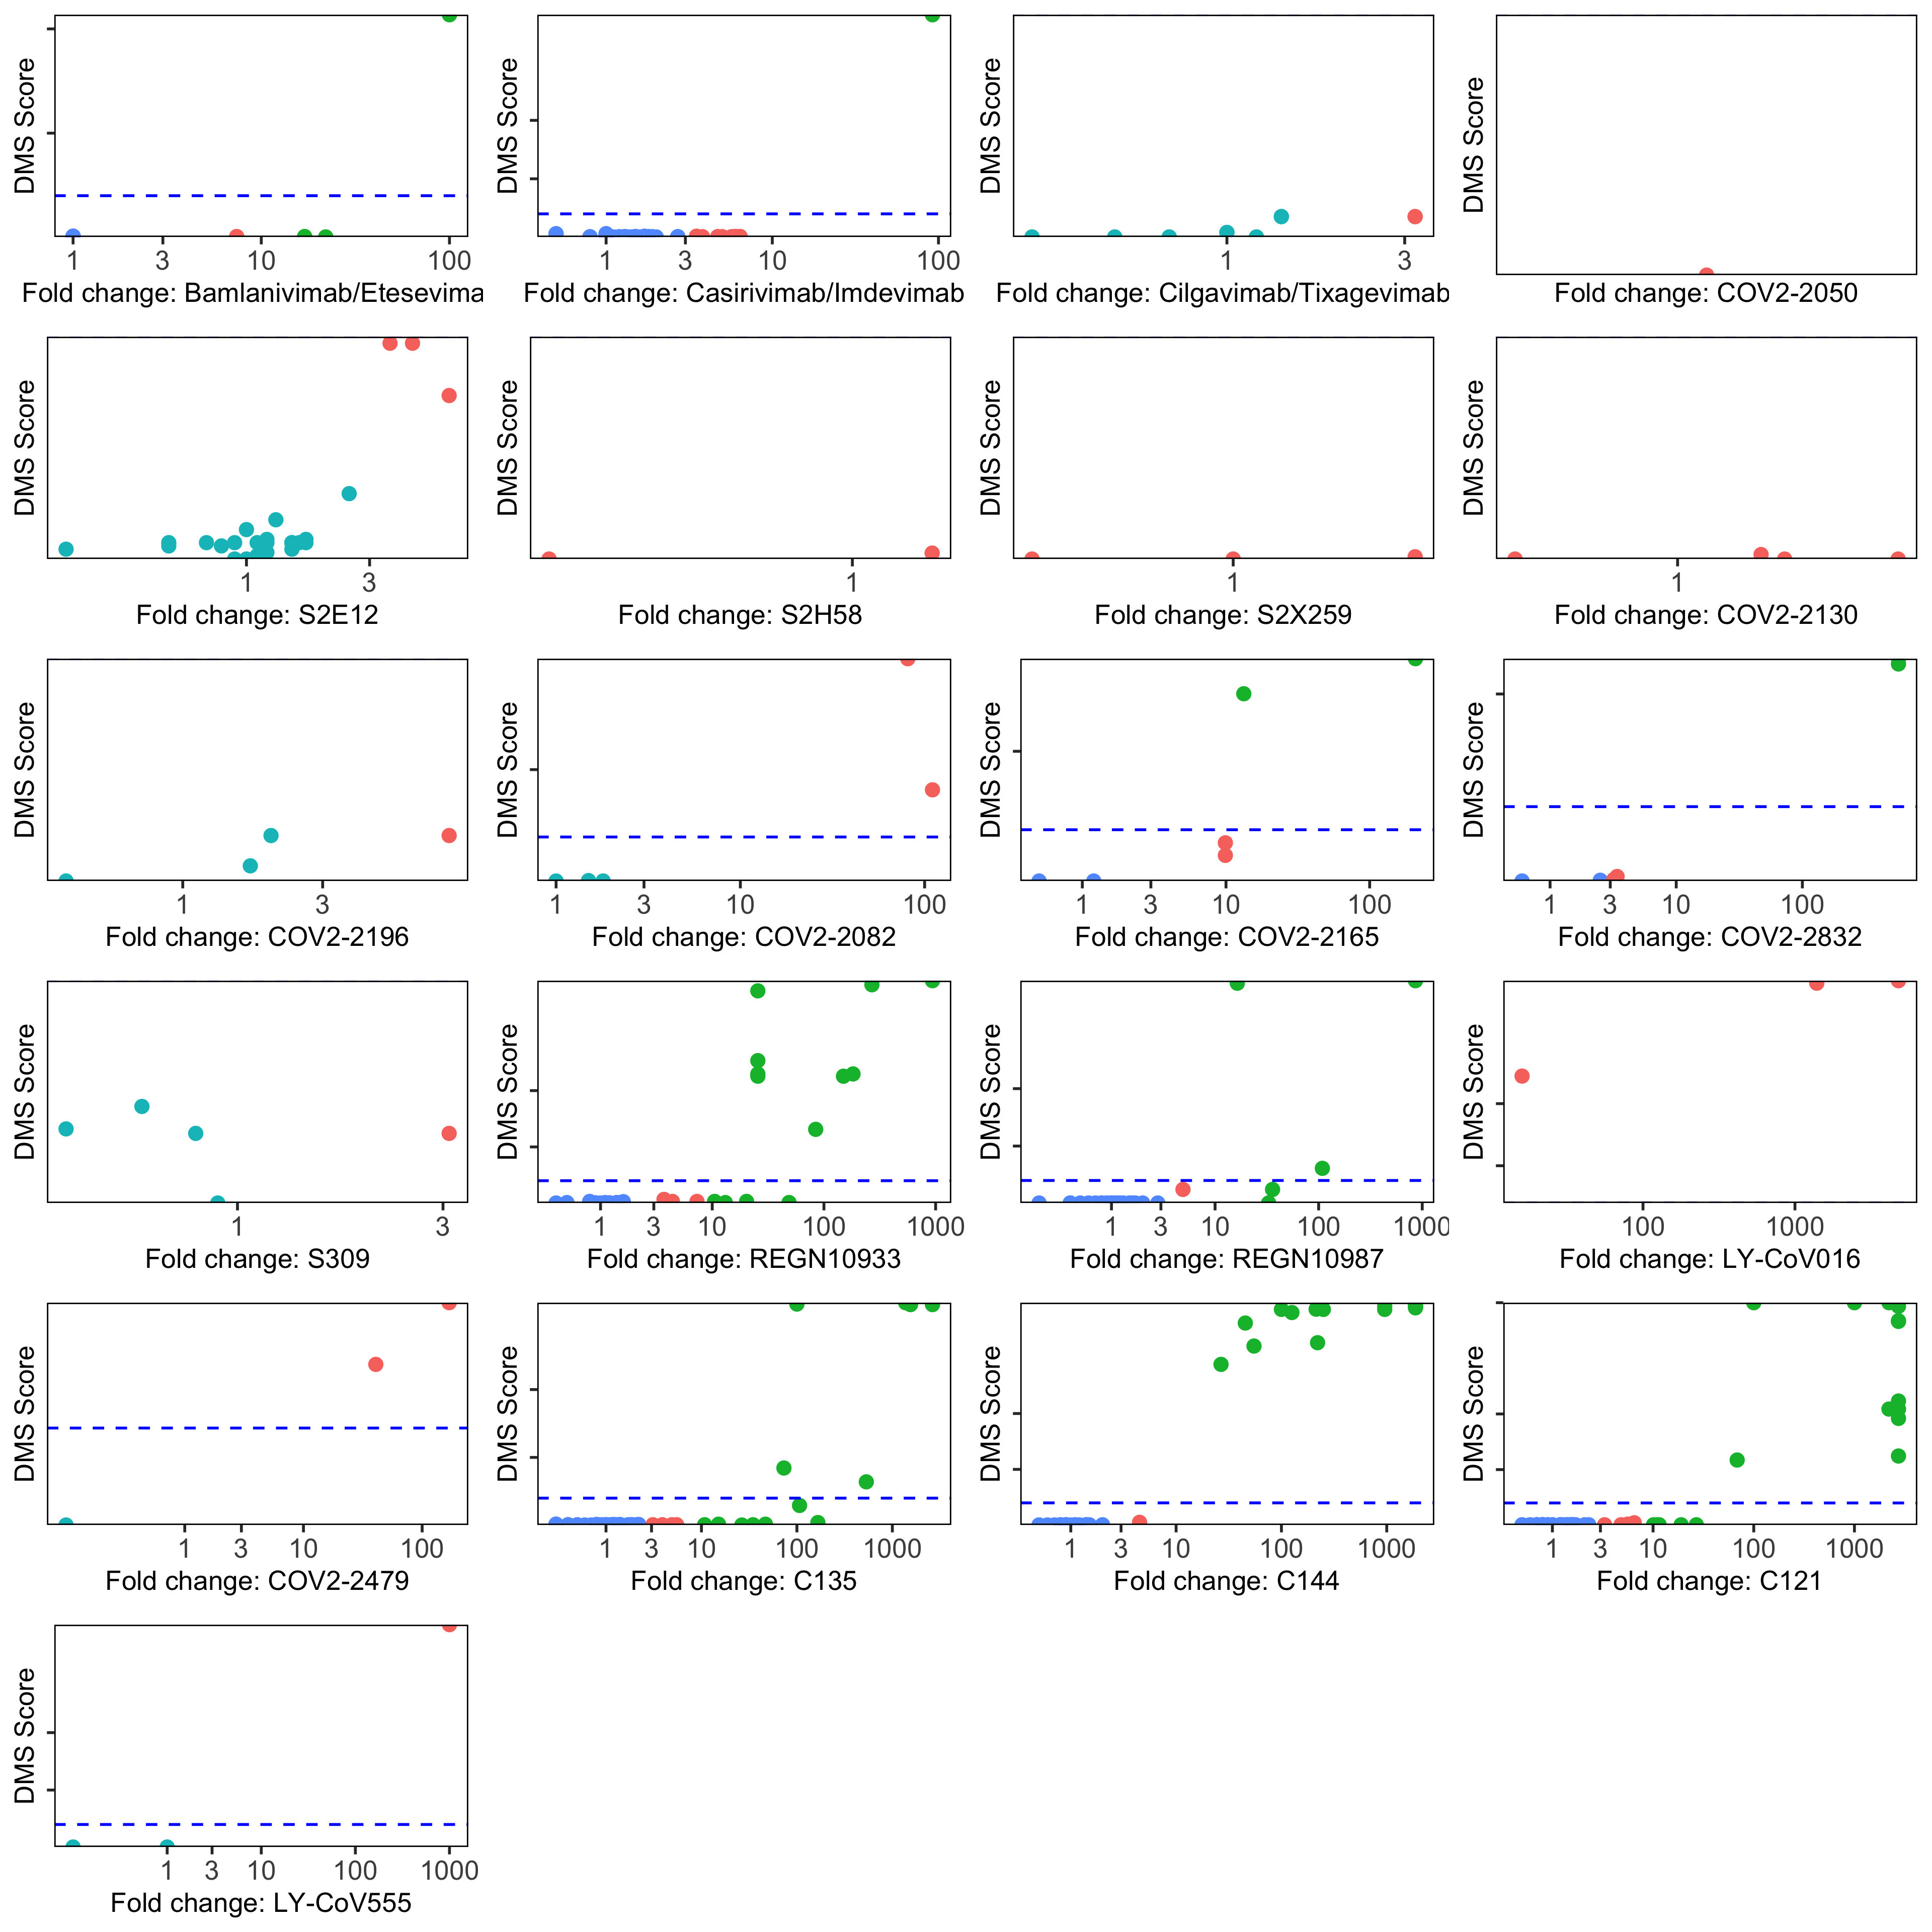 DMS Score
1 3 10 100
Fold change: Bamlanivimab/Etesevima
DMS Score
1 3 10 100
Fold change: Casirivimab/Imdevimab
DMS Score
1 3
Fold change: Cilgavimab/Tixagevimab
DMS Score
Fold change: COV2-2050
DMS Score
1 3
Fold change: S2E12
DMS Score
1
Fold change: S2H58
DMS Score
1
Fold change: S2X259
DMS Score
1
Fold change: COV2-2130
DMS Score
1 3
Fold change: COV2-2196
DMS Score
1 3 10 100
Fold change: COV2-2082
DMS Score
1 3 10 100
Fold change: COV2-2165
DMS Score
1 3 10 100
Fold change: COV2-2832
DMS Score
1 3
Fold change: S309
DMS Score
1 3 10 100 1000
Fold change: REGN10933
DMS Score
1 3 10 100 1000
Fold change: REGN10987
DMS Score
100 1000
Fold change: LY-CoV016
DMS Score
1 3 10 100
Fold change: COV2-2479
DMS Score
1 3 10 100 1000
Fold change: C135
DMS Score
1 3 10 100 1000
Fold change: C144
DMS Score
1 3 10 100 1000
Fold change: C121
DMS Score
1 3 10 100 1000
Fold change: LY-CoV555